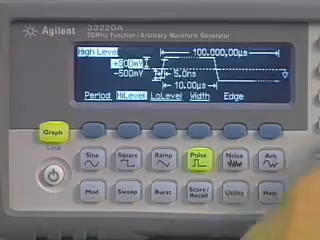 Agilent 33220A
20MHz Function / Arbitrary Waveform Generator
High Level
100.000,00µs
+500mV
-500mV
5.0ns
10.00µs
Period HiLevel LoLevel Width Edge
Graph
Local
Sine Square Ramp Pulse Noise Arb
Mod Sweep Burst Store/ Recall Utility Help